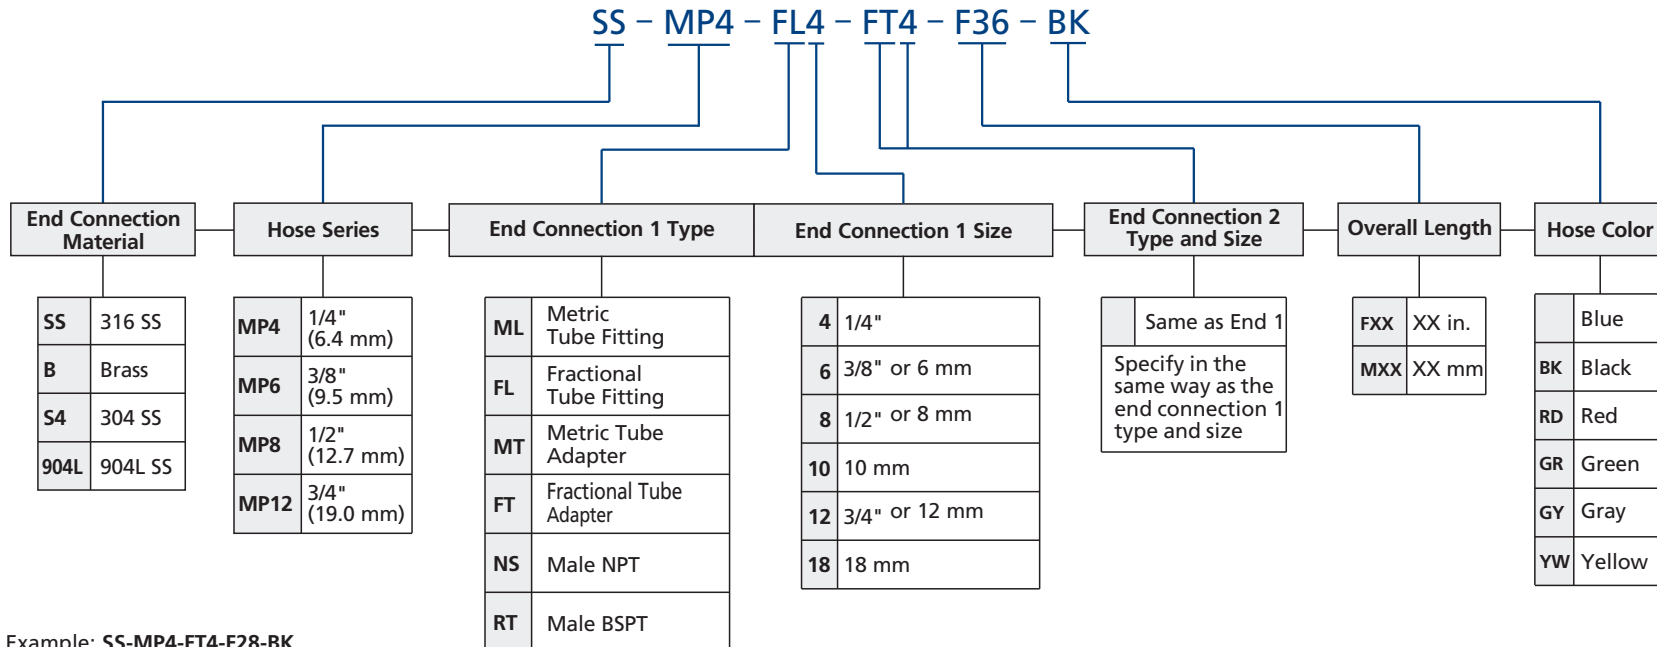 SS – MP4 – FL4 – FT4 – F36 – BK
End Connection
Material
Hose Series
End Connection 1 Type
End Connection 1 Size
End Connection 2
Type and Size
Overall Length
Hose Color
SS 316 SS
B Brass
S4 304 SS
904L 904L SS
MP4 1/4"
(6.4 mm)
MP6 3/8"
(9.5 mm)
MP8 1/2"
(12.7 mm)
MP12 3/4"
(19.0 mm)
ML Metric
Tube Fitting
FL Fractional
Tube Fitting
MT Metric Tube
Adapter
FT Fractional Tube
Adapter
NS Male NPT
RT Male BSPT
4 1/4"
6 3/8" or 6 mm
8 1/2" or 8 mm
10 10 mm
12 3/4" or 12 mm
18 18 mm
Same as End 1
Specify in the
same way as the
end connection 1
type and size
FXX XX in.
MXX XX mm
Blue
BK Black
RD Red
GR Green
GY Gray
YW Yellow
Example: SS-MP4-FT4-F28-BK